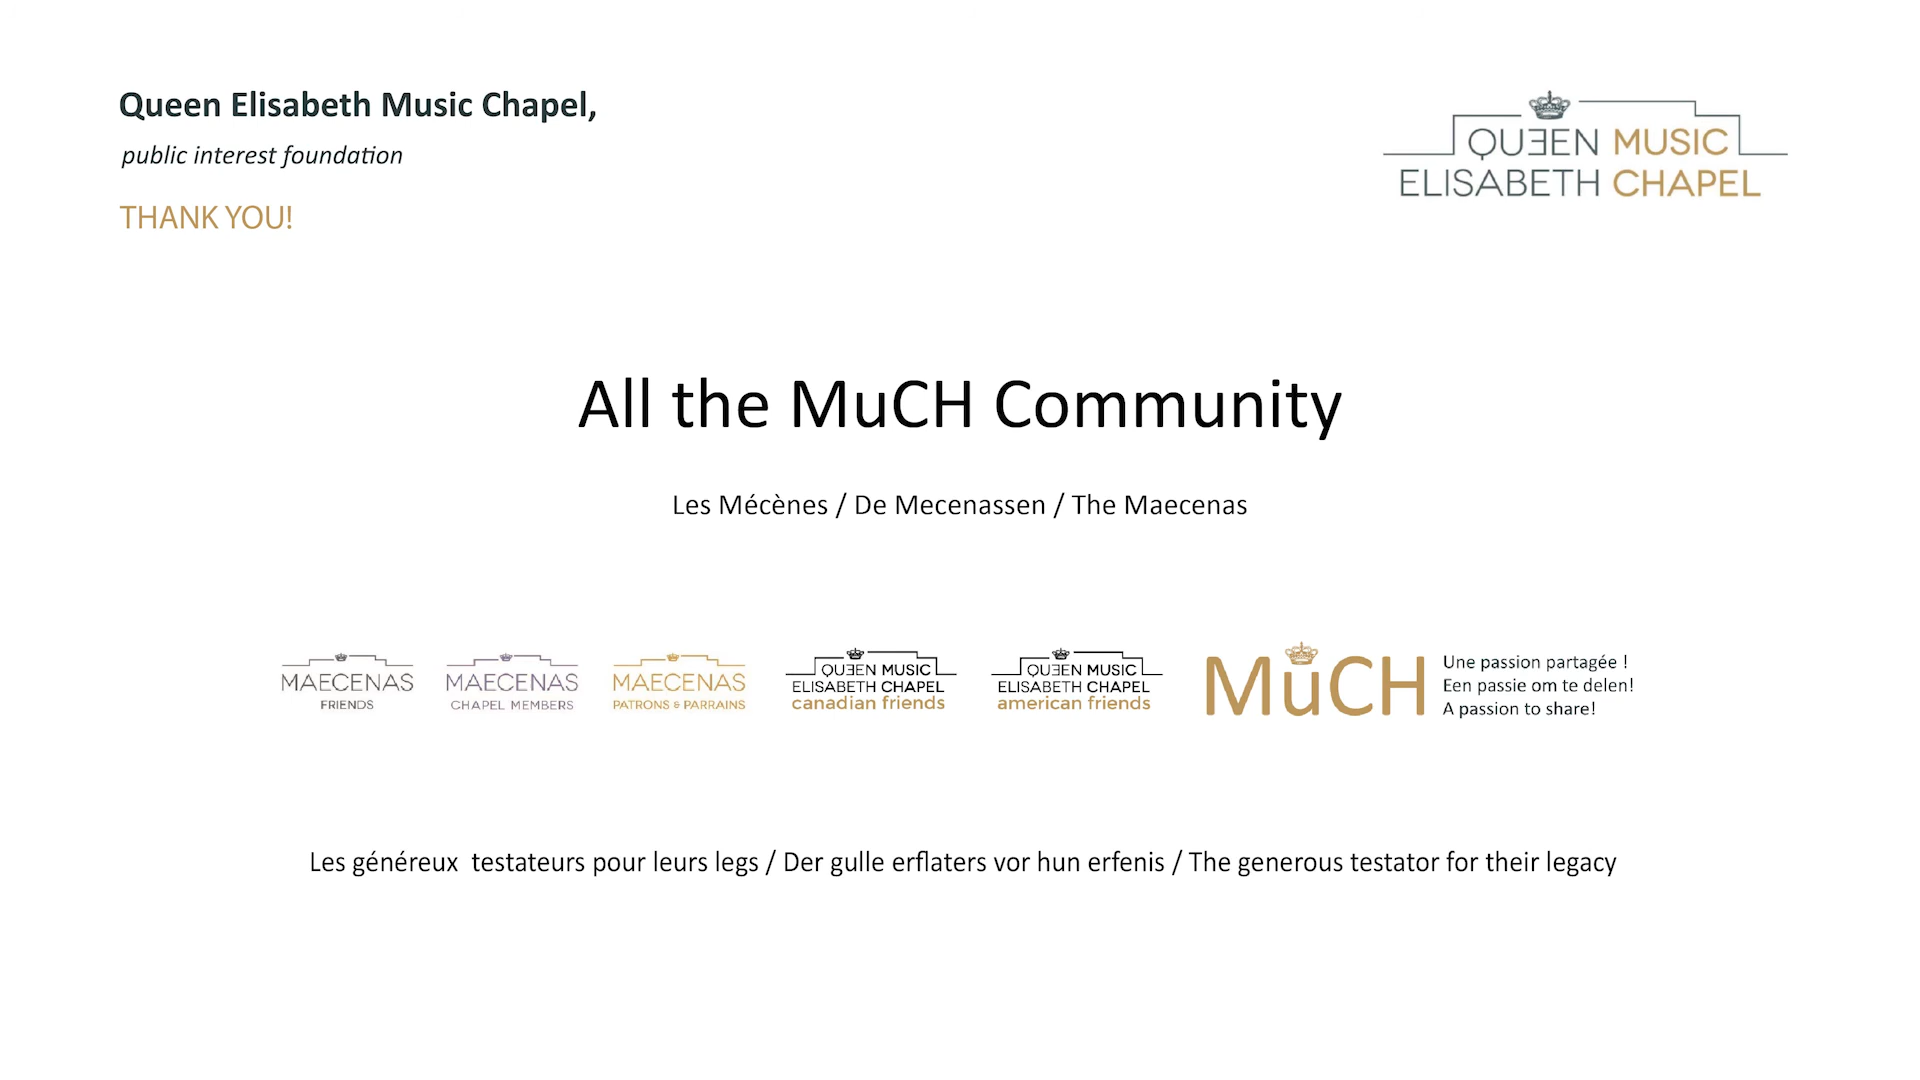 Queen Elisabeth Music Chapel,
public interest foundation
THANK YOU!
QUEEN MUSIC
ELISABETH CHAPEL
All the MuCH Community
Les Mécènes / De Mecenassen / The Maecenas
MAECENAS
FRIENDS
MAECENAS
CHAPEL MEMBERS
MAECENAS
PATRONS & PARRAINS
QUEEN MUSIC
ELISABETH CHAPEL
canadian friends
QUEEN MUSIC
ELISABETH CHAPEL
american friends
MuCH
Une passion partagée !
Een passie om te delen!
A passion to share!
Les généreux  testateurs pour leurs legs / Der gulle erflaters vor hun erfenis / The generous testator for their legacy